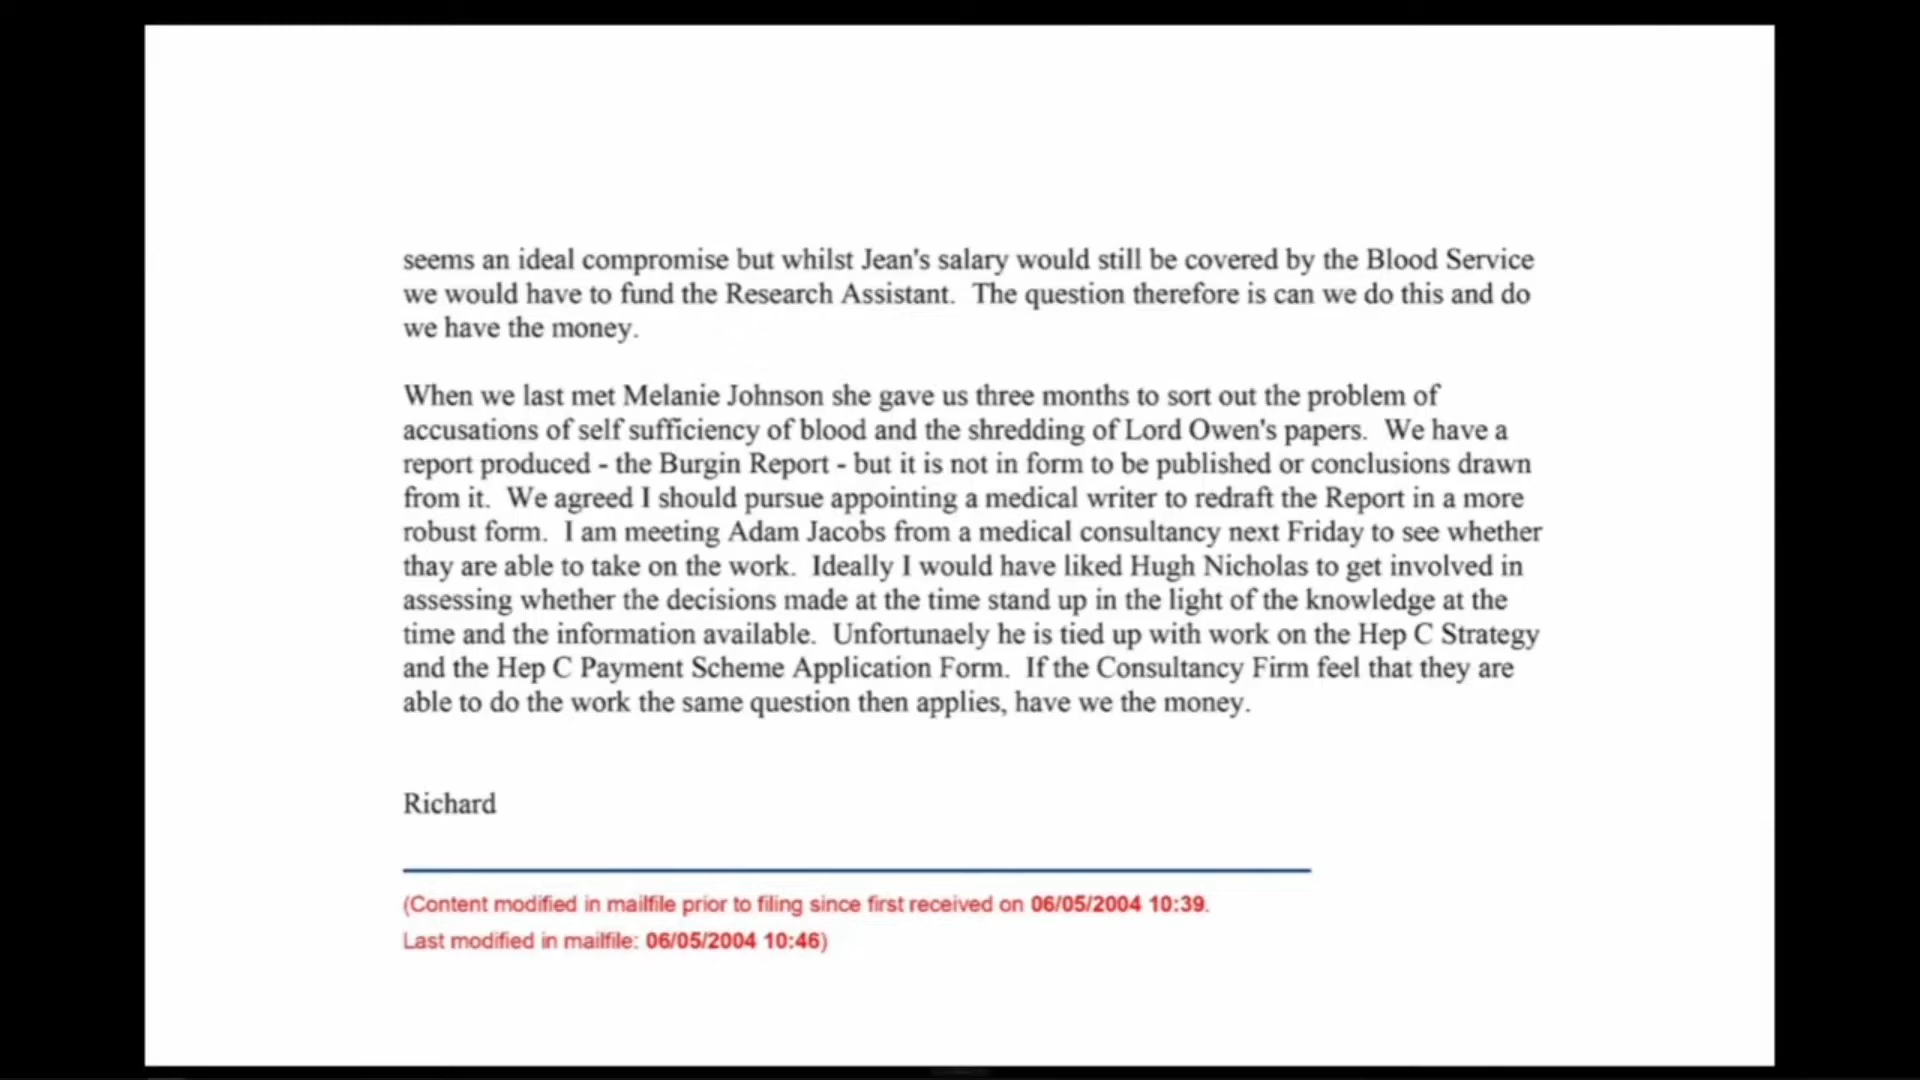 seems an ideal compromise but whilst Jean's salary would still be covered by the Blood Service
we would have to fund the Research Assistant.  The question therefore is can we do this and do
we have the money.
When we last met Melanie Johnson she gave us three months to sort out the problem of
accusations of self sufficiency of blood and the shredding of Lord Owen's papers.  We have a
report produced - the Burgin Report - but it is not in form to be published or conclusions drawn
from it.  We agreed I should pursue appointing a medical writer to redraft the Report in a more
robust form.  I am meeting Adam Jacobs from a medical consultancy next Friday to see whether
thay are able to take on the work.  Ideally I would have liked Hugh Nicholas to get involved in
assessing whether the decisions made at the time stand up in the light of the knowledge at the
time and the information available.  Unfortunaely he is tied up with work on the Hep C Strategy
and the Hep C Payment Scheme Application Form.  If the Consultancy Firm feel that they are
able to do the work the same question then applies, have we the money.
Richard
(Content modified in mailfile prior to filing since first received on 06/05/2004 10:39.
Last modified in mailfile: 06/05/2004 10:46)